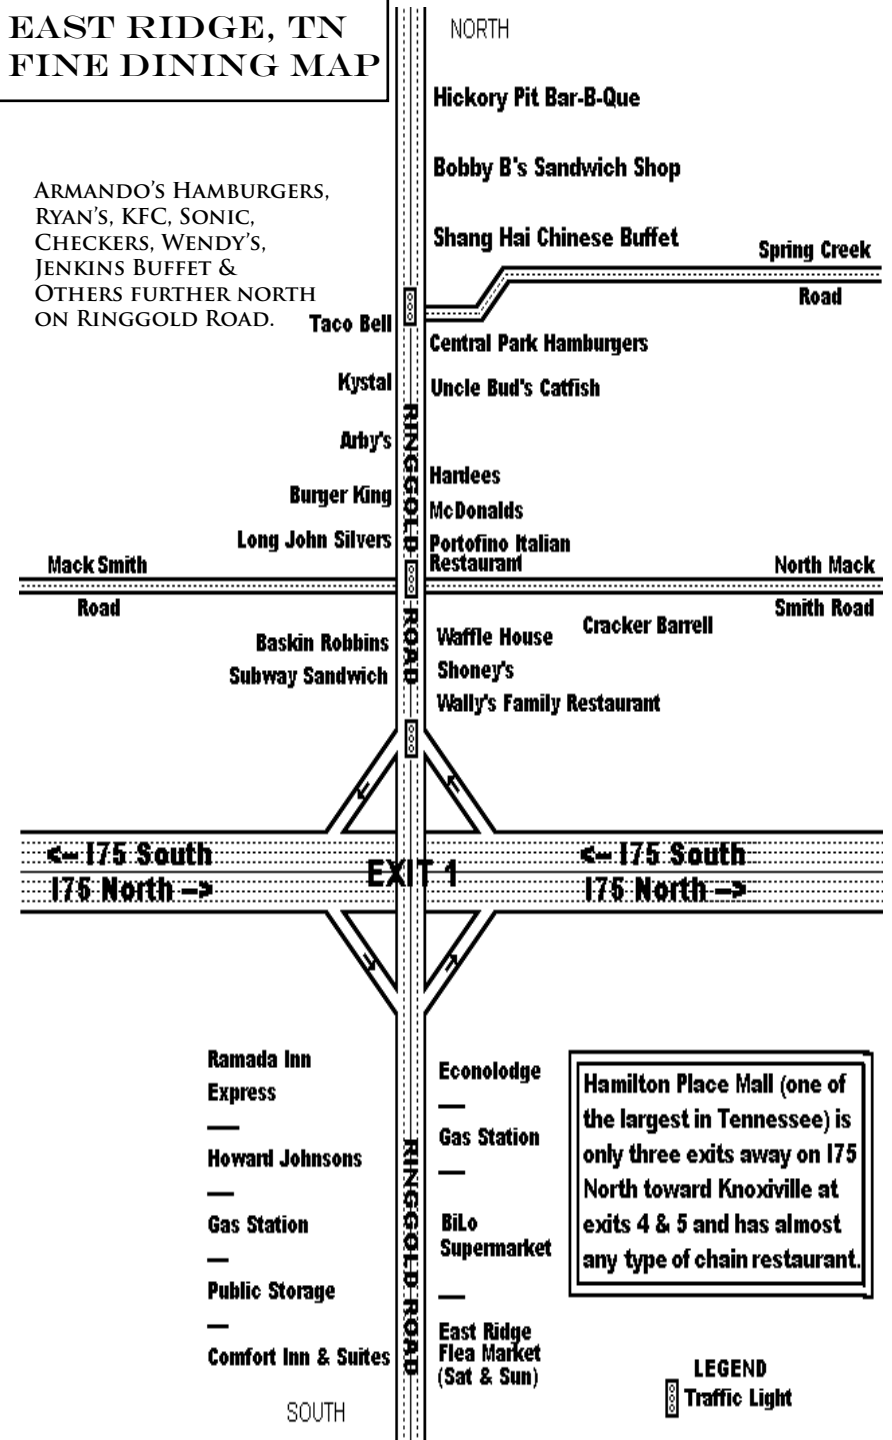 EAST RIDGE, TN
FINE DINING MAP
NORTH
Hickory Pit Bar-B-Que
Bobby B's Sandwich Shop
Shang Hai Chinese Buffet
Armando's Hamburgers,
Ryan's, KFC, Sonic,
Checkers, Wendy's,
Jenkins Buffet &
Others further north
on Ringgold Road.
Spring Creek
Road
Taco Bell
Central Park Hamburgers
Kystal
Uncle Bud's Catfish
Arby's
Hardees
Burger King
McDonalds
Long John Silvers
Portofino Italian
Restaurant
RINGGOLD ROAD
Mack Smith
Road
North Mack
Smith Road
Baskin Robbins
Subway Sandwich
Waffle House
Cracker Barrell
Shoney's
Wally's Family Restaurant
<-- I75 South
I75 North -->
EXIT 1
<-- I75 South
I75 North -->
Ramada Inn
Express
Howard Johnsons
Gas Station
Public Storage
Comfort Inn & Suites
RINGGOLD ROAD
Econolodge
Gas Station
BiLo
Supermarket
East Ridge
Flea Market
(Sat & Sun)
Hamilton Place Mall (one of
the largest in Tennessee) is
only three exits away on I75
North toward Knoxiville at
exits 4 & 5 and has almost
any type of chain restaurant.
LEGEND
Traffic Light
SOUTH